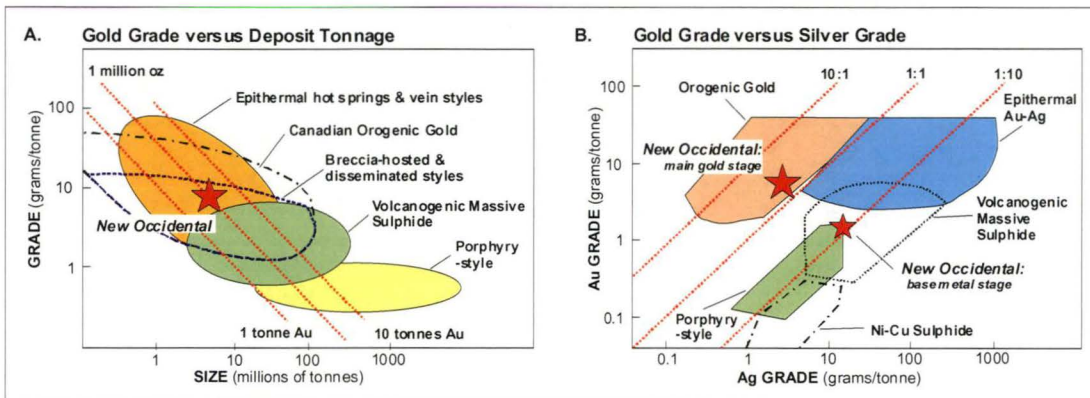 A. Gold Grade versus Deposit Tonnage
1 million oz
Epithermal hot springs & vein styles
Canadian Orogenic Gold
Breccia-hosted &
disseminated styles
Volcanogenic Massive
Sulphide
Porphyry
-style
New Occidental
1 tonne Au
10 tonnes Au
GRADE (grams/tonne)
100
10
1
1
10
100
1000
SIZE (millions of tonnes)
B. Gold Grade versus Silver Grade
10:1
1:1
1:10
Orogenic Gold
Epithermal
Au-Ag
New Occidental:
main gold stage
Volcanogenic
Massive
Sulphide
New Occidental:
base metal stage
Porphyry
-style
Ni-Cu Sulphide
Au GRADE (grams/tonne)
100
10
1
0.1
0.1
1
10
100
1000
Ag GRADE (grams/tonne)